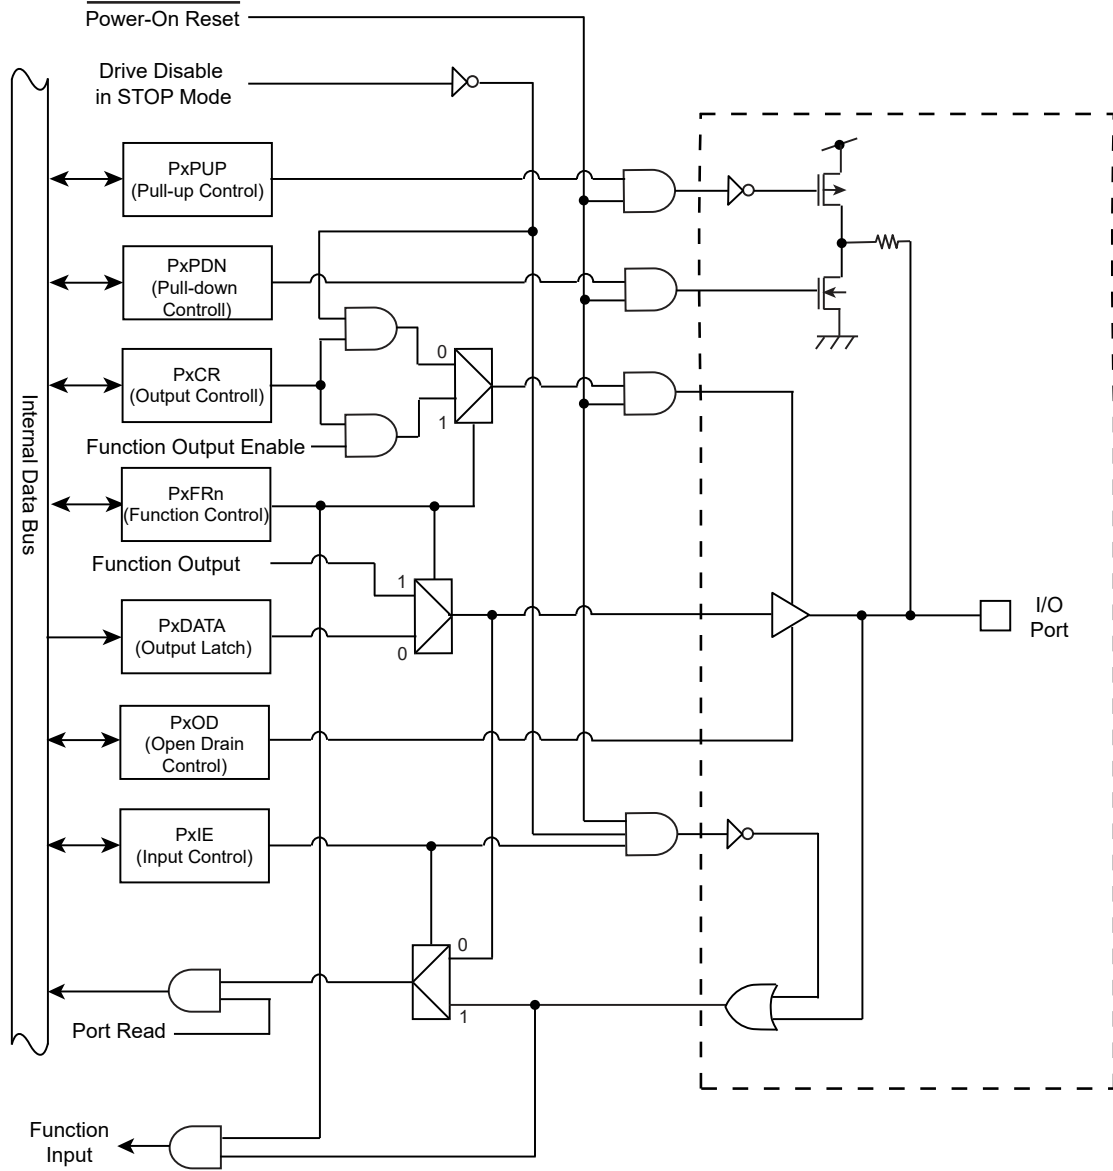 Power-On Reset
Drive Disable
in STOP Mode
PxPUP
(Pull-up Control)
PxPDN
(Pull-down
Controll)
PxCR
(Output Controll)
0
1
Function Output Enable
Internal Data Bus
PxFRn
(Function Control)
Function Output
1
0
PxDATA
(Output Latch)
I/O
Port
PxOD
(Open Drain
Control)
PxIE
(Input Control)
0
1
Port Read
Function
Input